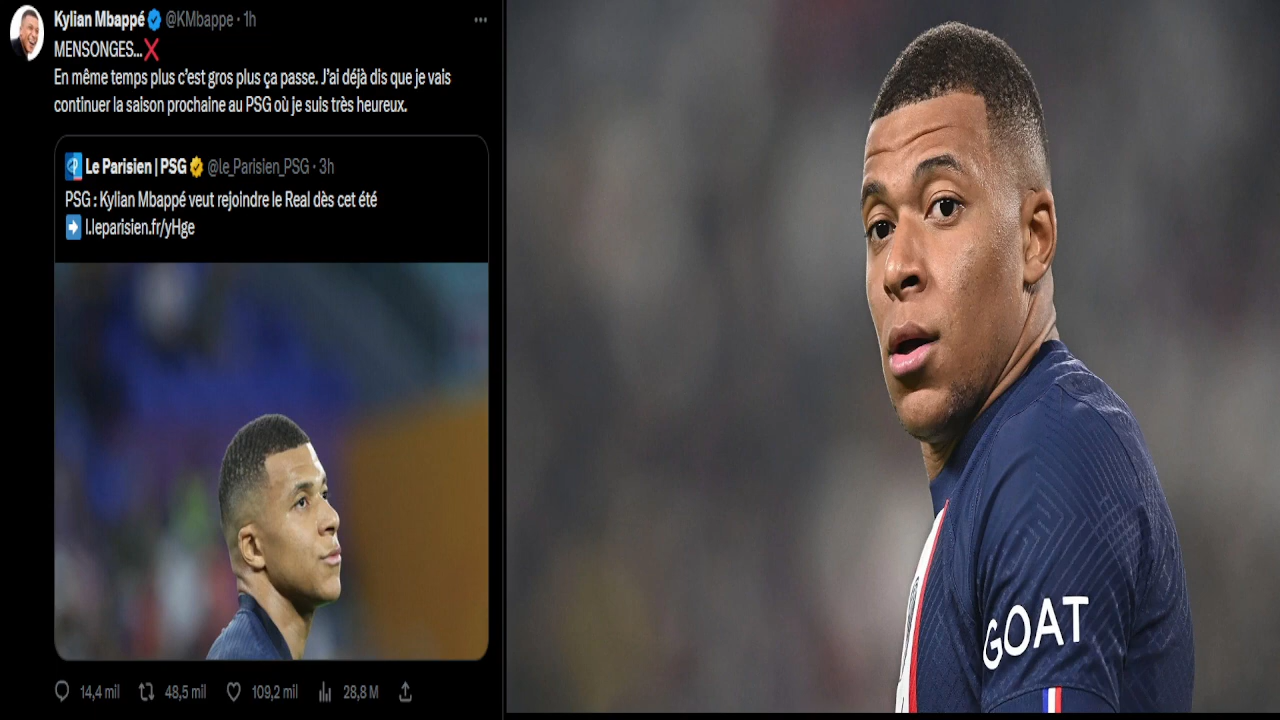 Kylian Mbappé @KMbappe · 1h
MENSONGES...❌
En même temps plus c'est gros plus ça passe. J'ai déjà dis que je vais
continuer la saison prochaine au PSG où je suis très heureux.
Le Parisien | PSG @le_Parisien_PSG · 3h
PSG : Kylian Mbappé veut rejoindre le Real dès cet été
➡ l.leparisien.fr/yHge
14,4 mil 48,5 mil 109,2 mil 28,8 M
GOAT